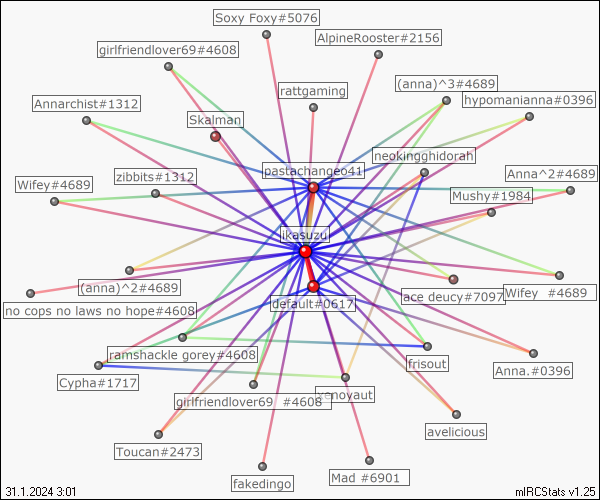 Soxy Foxy#5076
AlpineRooster#2156
girlfriendlover69#4608
rattgaming
(anna)^3#4689
hypomanianna#0396
Annarchist#1312
Skalman
neokingghidorah
pastachangeo41
Anna^2#4689
zibbits#1312
Wifey#4689
Mushy#1984
ikasuzu
(anna)^2#4689
ace deucy#7097
Wifey  #4689
no cops no laws no hope#4608
default#0617
ramshackle gorey#4608
frisout
Anna.#0396
Cypha#1717
girlfriendlover69  #4608
xenoyaut
avelicious
Toucan#2473
fakedingo
Mad #6901
31.1.2024 3:01
mIRCStats v1.25